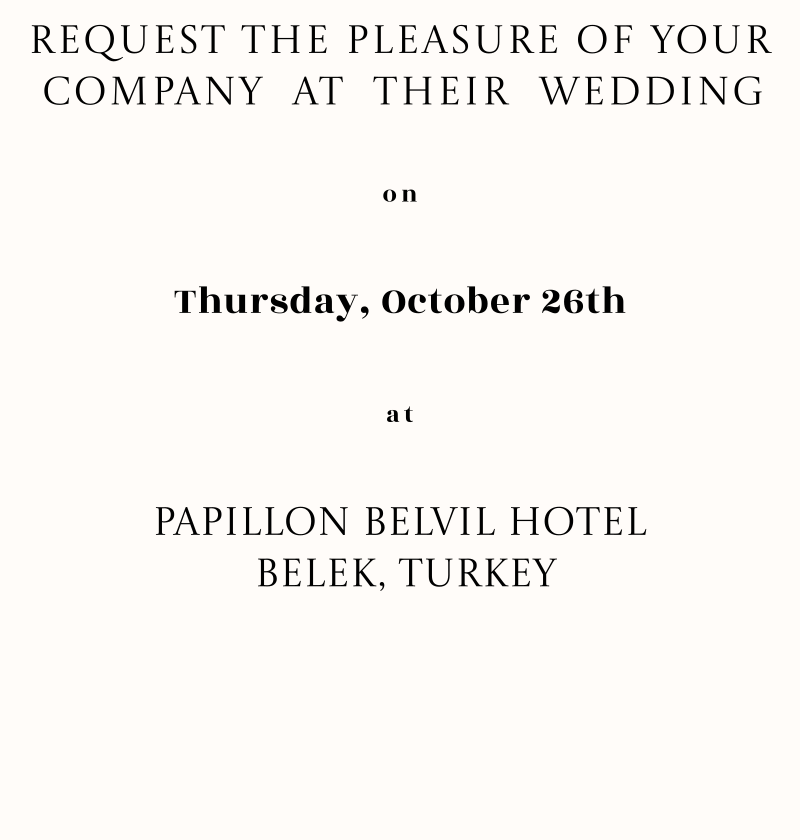 REQUEST THE PLEASURE OF YOUR
COMPANY AT THEIR WEDDING
on
Thursday, October 26th
at
PAPILLON BELVIL HOTEL
BELEK, TURKEY